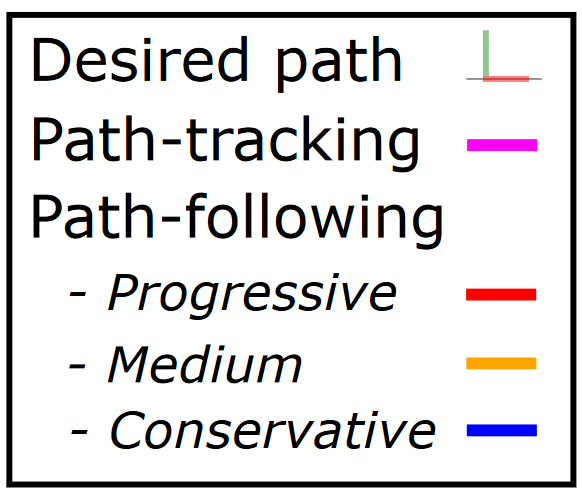 Desired path
Path-tracking
Path-following
- Progressive
- Medium
- Conservative